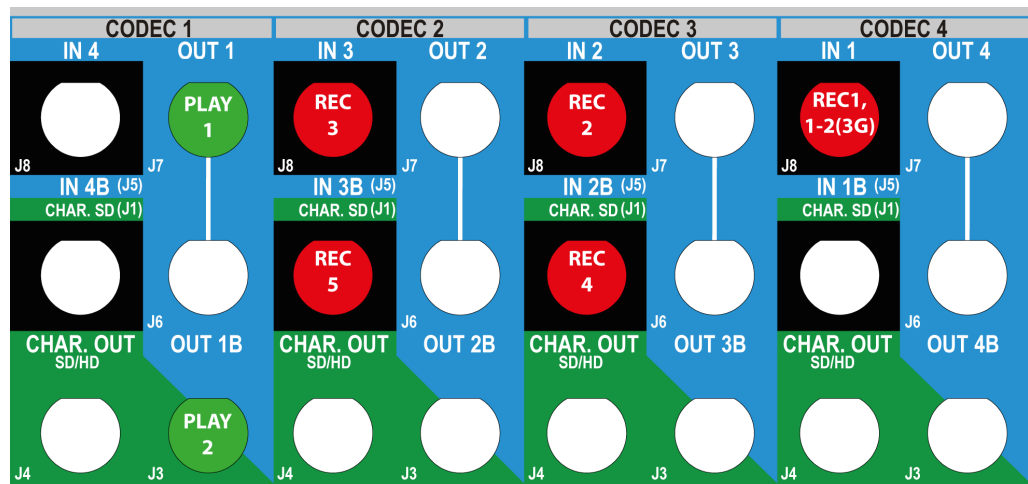 CODEC 1 CODEC 2 CODEC 3 CODEC 4
IN 4 OUT 1 IN 3 OUT 2 IN 2 OUT 3 IN 1 OUT 4
PLAY REC REC REC1,
1 3 2 1-2(3G)
J8 J7 J8 J7 J8 J7 J8 J7
IN 4B (J5) IN 3B (J5) IN 2B (J5) IN 1B (J5)
CHAR. SD (J1) CHAR. SD (J1) CHAR. SD (J1) CHAR. SD (J1)
REC REC
5 4
J6 J6 J6 J6
CHAR. OUT OUT 1B CHAR. OUT OUT 2B CHAR. OUT OUT 3B CHAR. OUT OUT 4B
SD/HD SD/HD SD/HD SD/HD
PLAY
2
J4 J3 J4 J3 J4 J3 J4 J3